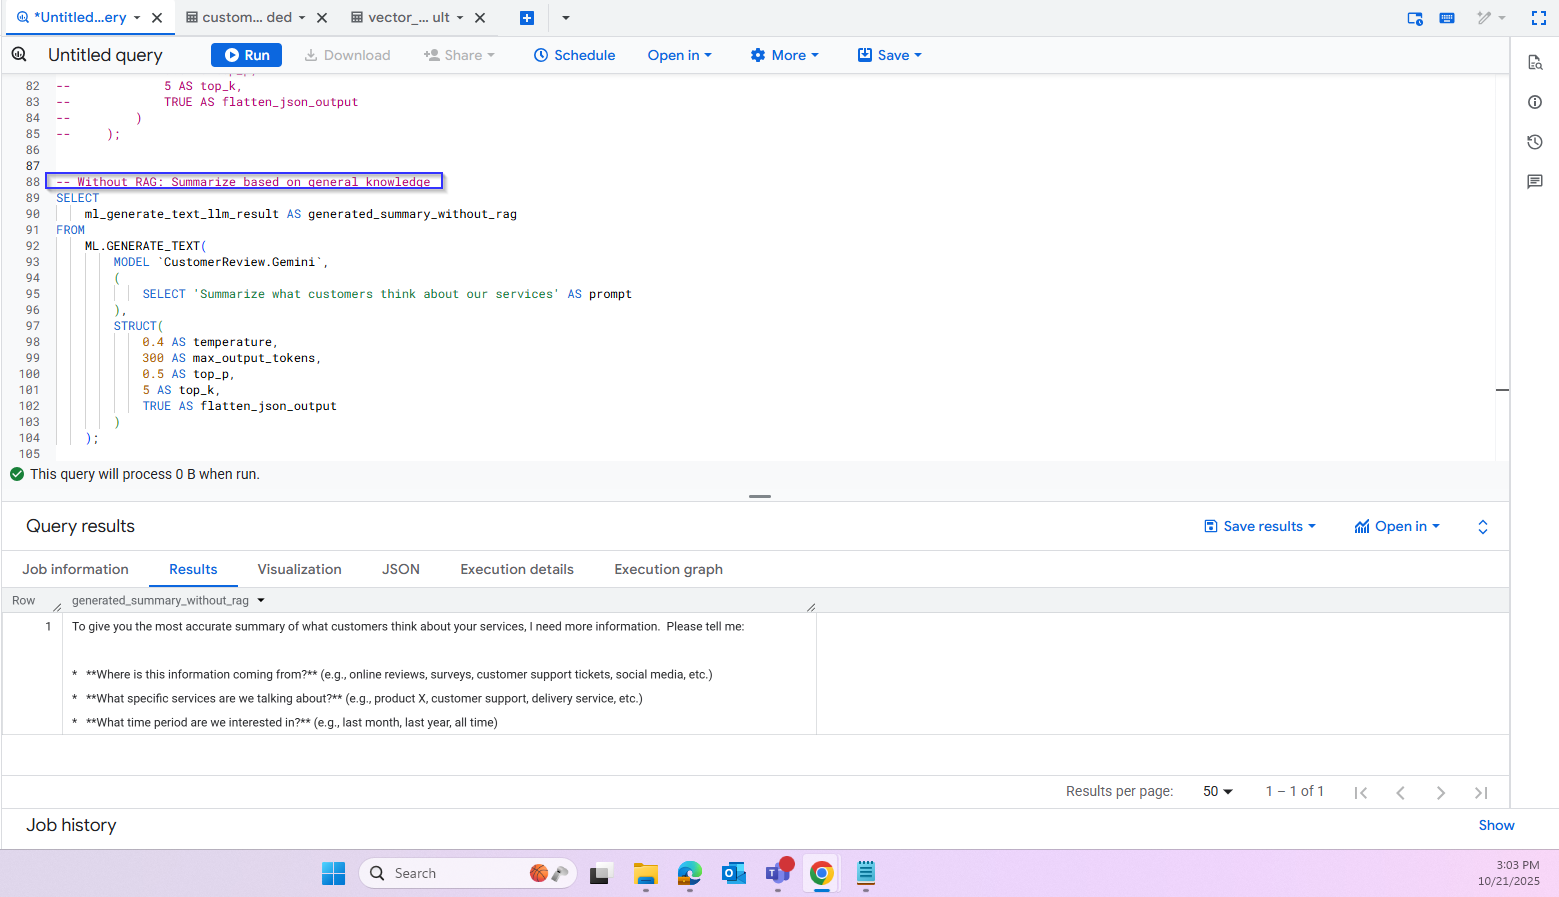 *Untitled...ery
custom... ded
vector_... ult
Untitled query
Run
Download
Share
Schedule
Open in
More
Save
82 -- 5 AS top_k,
83 -- TRUE AS flatten_json_output
84 -- )
85 -- );
86
87
88 -- Without RAG: Summarize based on general knowledge
89 SELECT
90 ml_generate_text_llm_result AS generated_summary_without_rag
91 FROM
92 ML.GENERATE_TEXT(
93 MODEL `CustomerReview.Gemini`,
94 (
95 SELECT 'Summarize what customers think about our services' AS prompt
96 ),
97 STRUCT(
98 0.4 AS temperature,
99 300 AS max_output_tokens,
100 0.5 AS top_p,
101 5 AS top_k,
102 TRUE AS flatten_json_output
103 )
104 );
105
This query will process 0 B when run.
Query results
Save results
Open in
Job information
Results
Visualization
JSON
Execution details
Execution graph
Row generated_summary_without_rag
1 To give you the most accurate summary of what customers think about your services, I need more information.  Please tell me:
* **Where is this information coming from?** (e.g., online reviews, surveys, customer support tickets, social media, etc.)
* **What specific services are we talking about?** (e.g., product X, customer support, delivery service, etc.)
* **What time period are we interested in?** (e.g., last month, last year, all time)
Results per page: 50 1 – 1 of 1
Job history
Show
Search
3:03 PM
10/21/2025